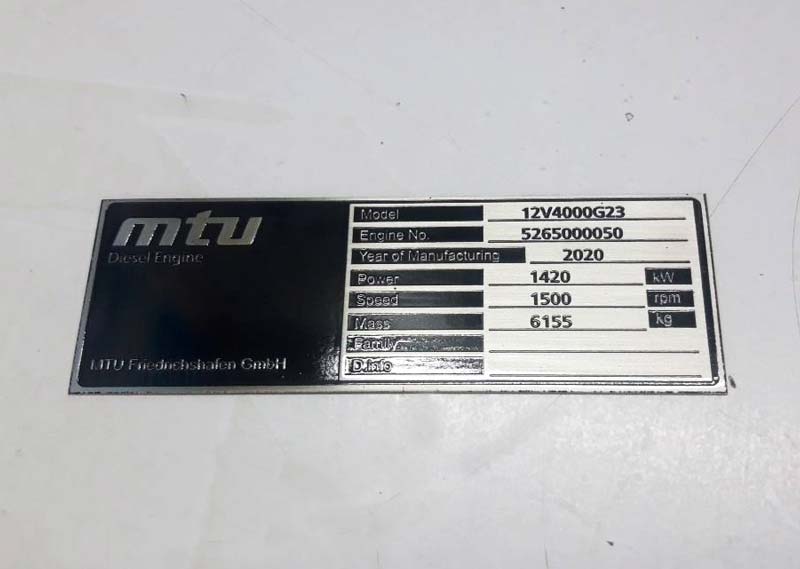 mtu
Diesel Engine
MTU Friedrichshafen GmbH
Model 12V4000G23
Engine No. 5265000050
Year of Manufacturing 2020
Power 1420 kW
Speed 1500 rpm
Mass 6155 kg
Family
D.info